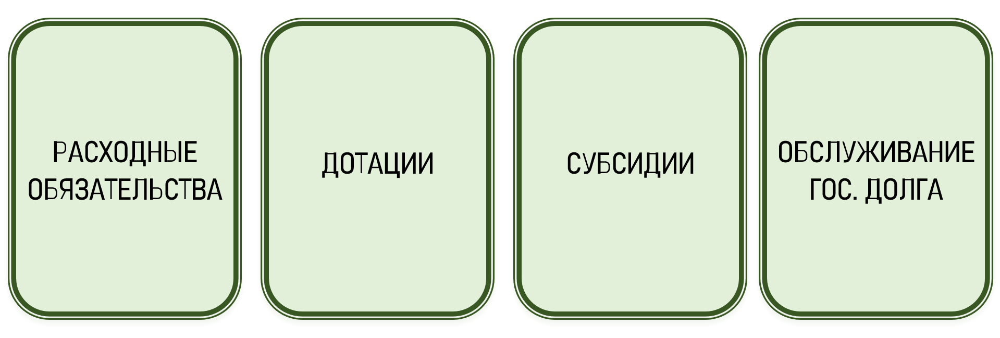 РАСХОДНЫЕ
ОБЯЗАТЕЛЬСТВА
ДОТАЦИИ
СУБСИДИИ
ОБСЛУЖИВАНИЕ
ГОС. ДОЛГА